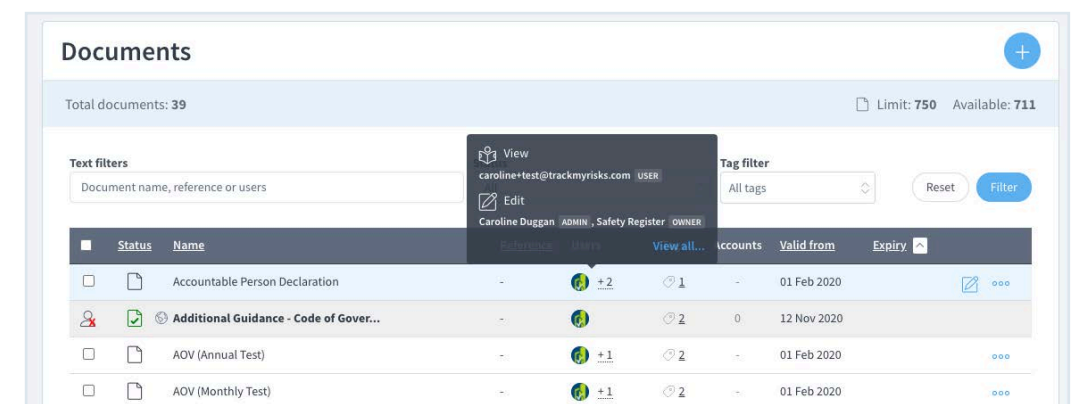 Documents
Total documents: 39
Limit: 750 Available: 711
Text filters
Tag filter
Document name, reference or users
All tags
Reset
Filter
View
caroline+test@trackmyrisks.com USER
Edit
Caroline Duggan ADMIN , Safety Register OWNER
View all...
Status Name Reference Users Accounts Valid from Expiry
Accountable Person Declaration - +2 1 - 01 Feb 2020
Additional Guidance - Code of Gover... - 2 0 12 Nov 2020
AOV (Annual Test) - +1 2 - 01 Feb 2020
AOV (Monthly Test) - +1 2 - 01 Feb 2020